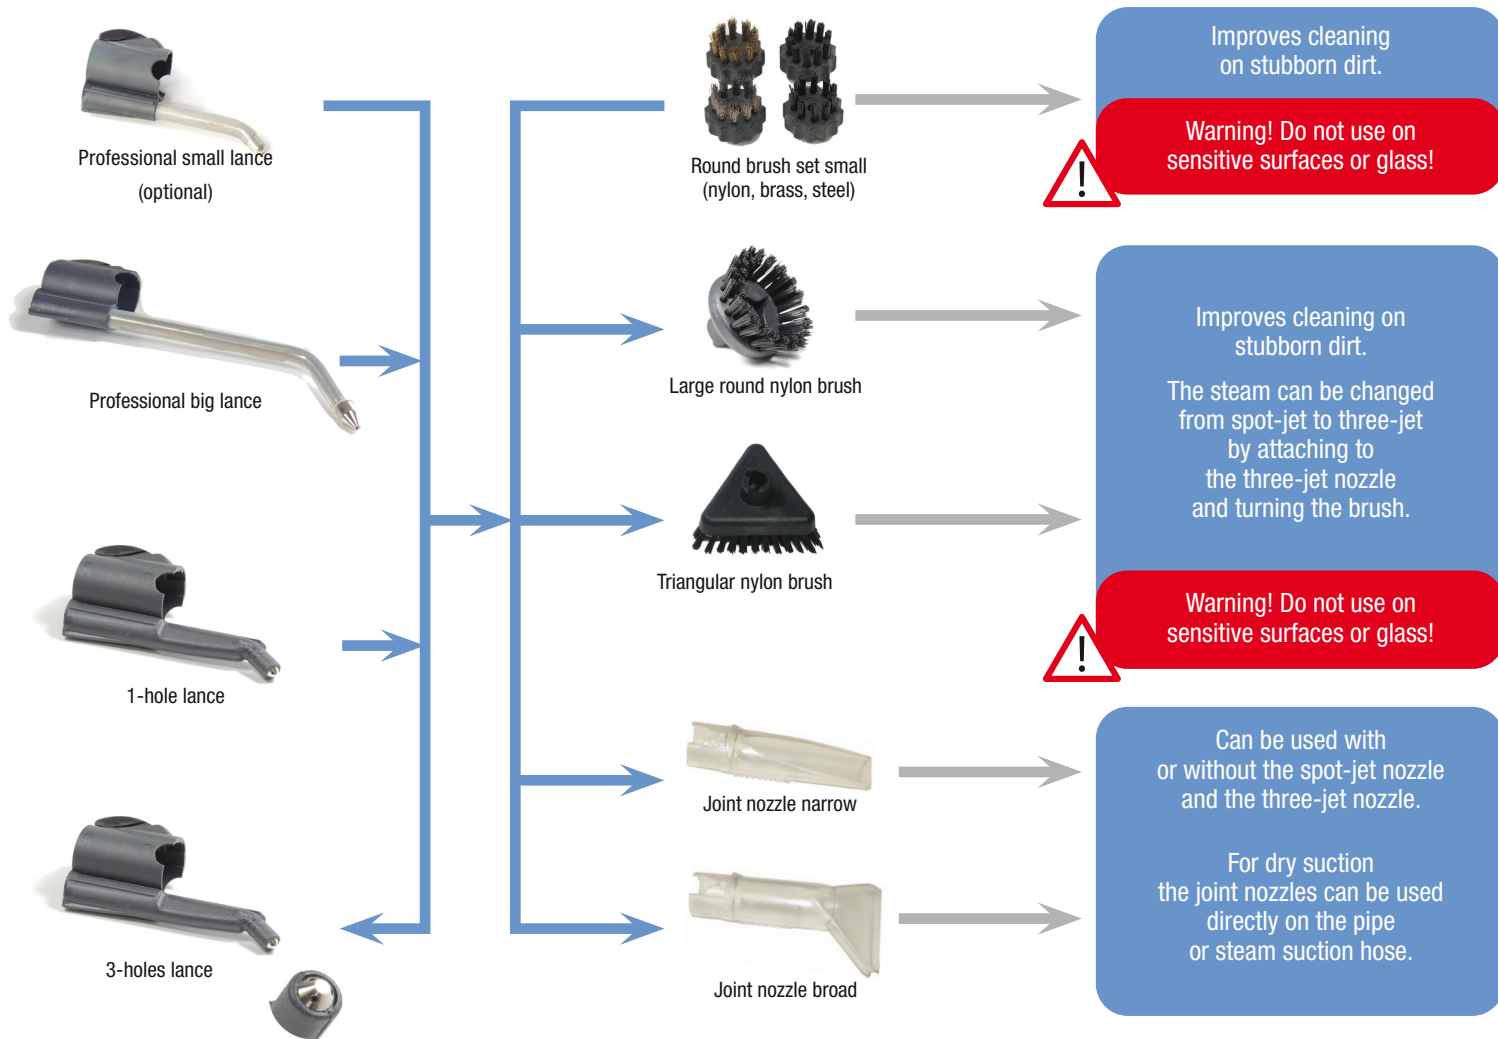 Professional small lance
(optional)
Professional big lance
1-hole lance
3-holes lance
Round brush set small
(nylon, brass, steel)
Large round nylon brush
Triangular nylon brush
Joint nozzle narrow
Joint nozzle broad
Improves cleaning
on stubborn dirt.
Warning! Do not use on
sensitive surfaces or glass!
!
Improves cleaning on
stubborn dirt.
The steam can be changed
from spot-jet to three-jet
by attaching to
the three-jet nozzle
and turning the brush.
Warning! Do not use on
sensitive surfaces or glass!
!
Can be used with
or without the spot-jet nozzle
and the three-jet nozzle.
For dry suction
the joint nozzles can be used
directly on the pipe
or steam suction hose.